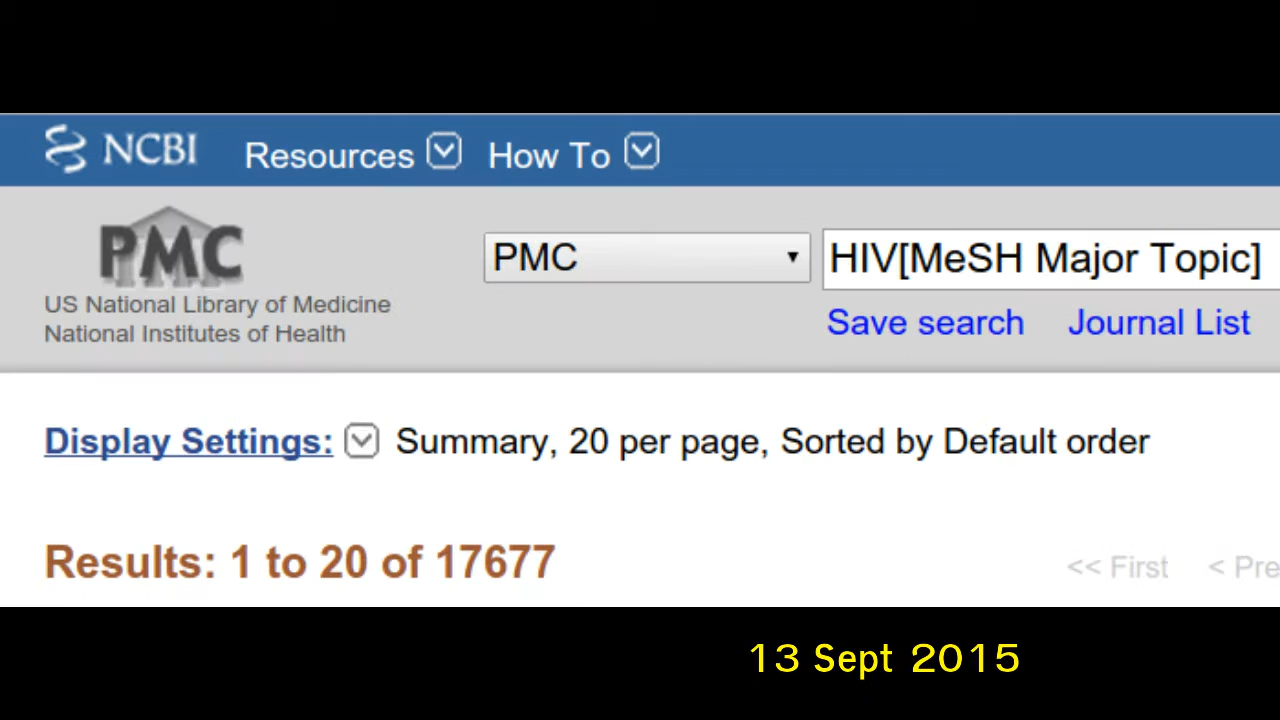 NCBI Resources How To
PMC
PMC HIV[MeSH Major Topic]
US National Library of Medicine
National Institutes of Health
Save search Journal List
Display Settings: Summary, 20 per page, Sorted by Default order
Results: 1 to 20 of 17677
<< First < Pre
13 Sept 2015